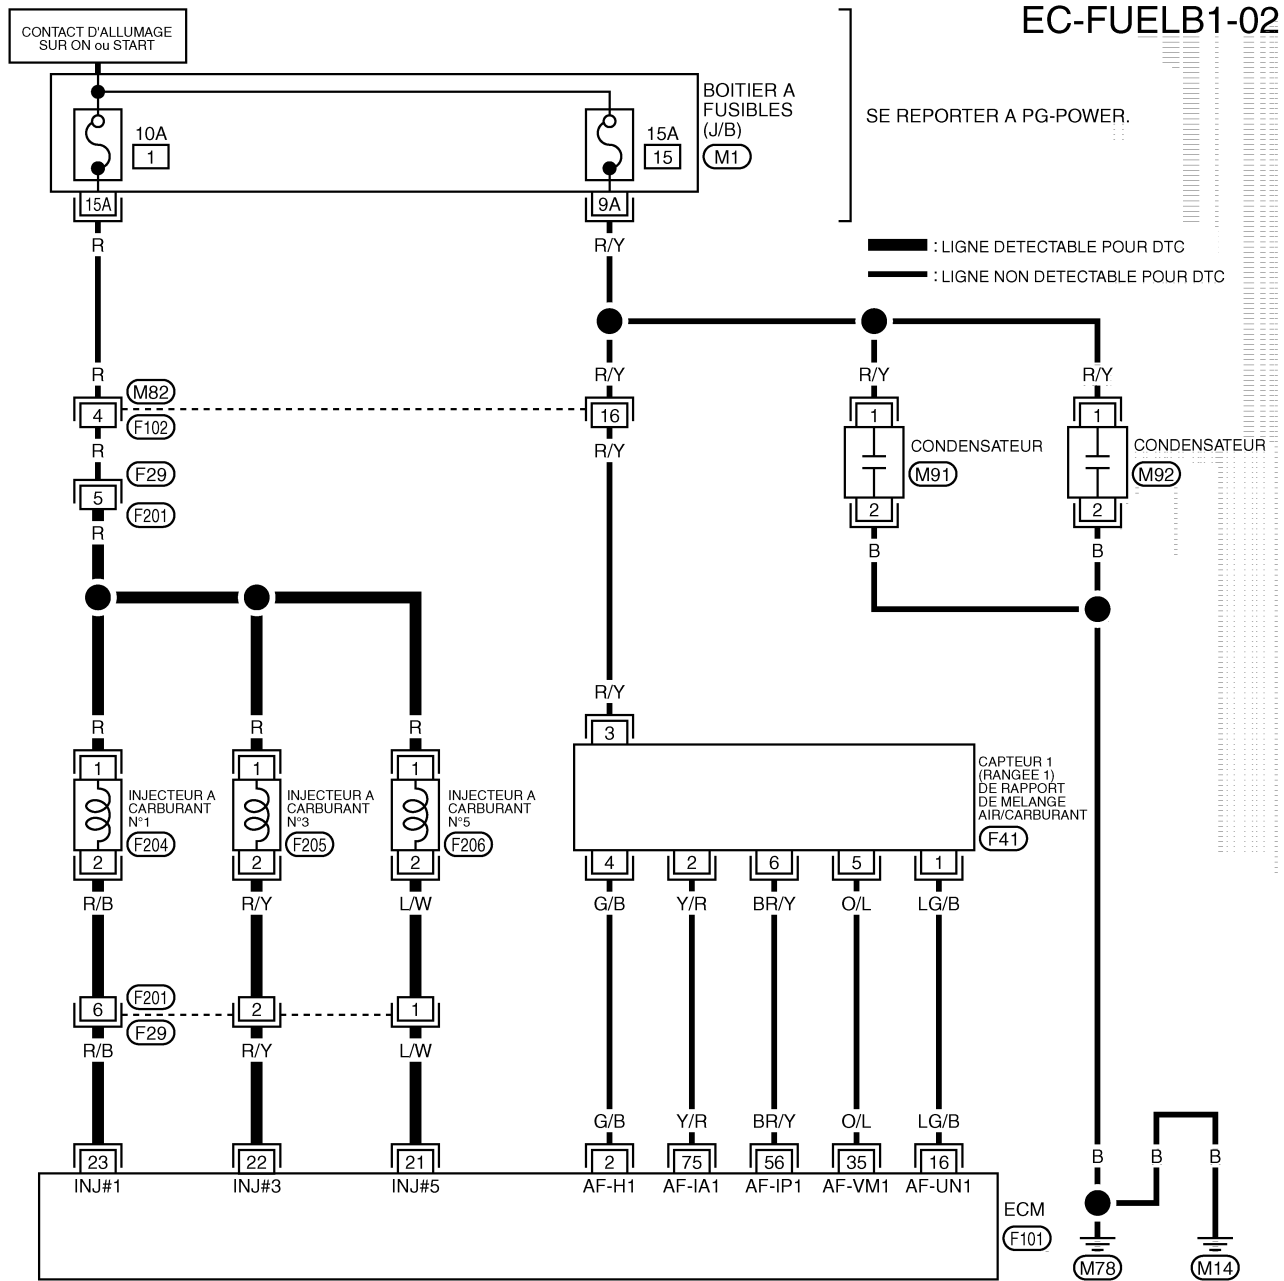 EC-FUELB1-02
CONTACT D'ALLUMAGE
SUR ON ou START
BOITIER A
FUSIBLES
(J/B)
M1
10A
1
15A
15
SE REPORTER A PG-POWER.
15A
9A
R
R/Y
: LIGNE DETECTABLE POUR DTC
: LIGNE NON DETECTABLE POUR DTC
R
R/Y
R/Y
R/Y
M82
4
16
1
1
F102
R
R/Y
CONDENSATEUR
CONDENSATEUR
F29
M91
M92
5
2
2
F201
R
B
B
R/Y
R
R
R
3
1
1
1
CAPTEUR 1
(RANGEE 1)
DE RAPPORT
DE MELANGE
AIR/CARBURANT
F41
INJECTEUR A
CARBURANT
N°1
F204
INJECTEUR A
CARBURANT
N°3
F205
INJECTEUR A
CARBURANT
N°5
F206
2
2
2
4
2
6
5
1
R/B
R/Y
L/W
G/B
Y/R
BR/Y
O/L
LG/B
F201
6
2
1
F29
R/B
R/Y
L/W
G/B
Y/R
BR/Y
O/L
LG/B
B
B
B
23
22
21
2
75
56
35
16
INJ#1
INJ#3
INJ#5
AF-H1
AF-IA1
AF-IP1
AF-VM1
AF-UN1
ECM
F101
M78
M14